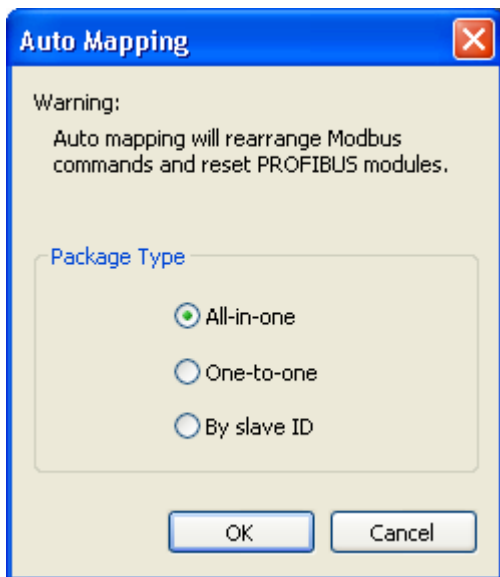 Auto Mapping
Warning:
Auto mapping will rearrange Modbus
commands and reset PROFIBUS modules.
Package Type
All-in-one
One-to-one
By slave ID
OK
Cancel